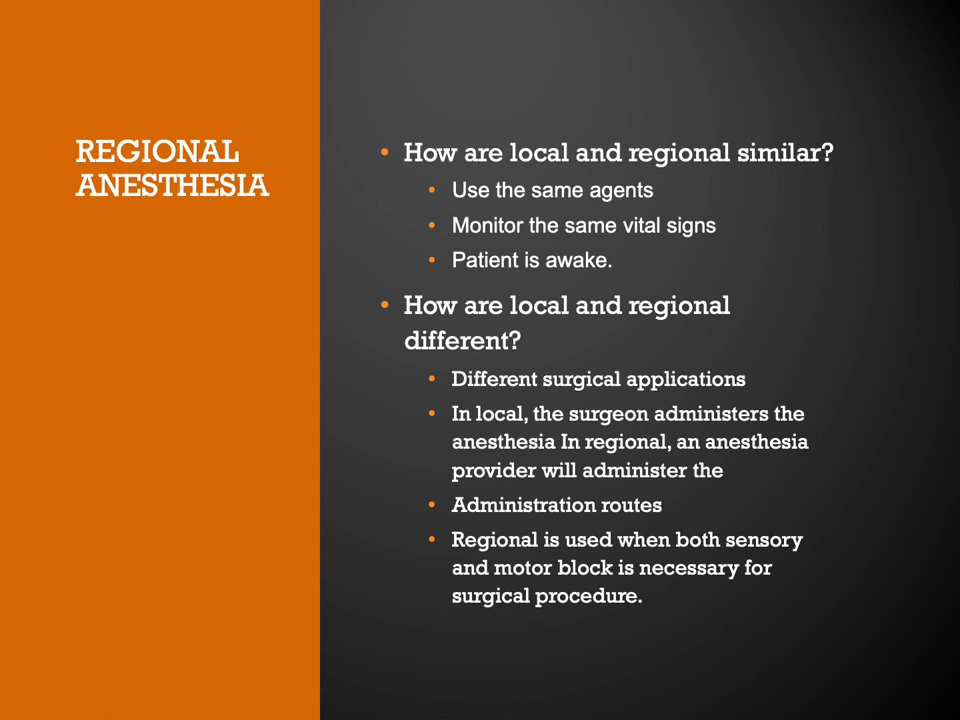 REGIONAL
ANESTHESIA
• How are local and regional similar?
• Use the same agents
• Monitor the same vital signs
• Patient is awake.
• How are local and regional
different?
• Different surgical applications
• In local, the surgeon administers the
anesthesia In regional, an anesthesia
provider will administer the
• Administration routes
• Regional is used when both sensory
and motor block is necessary for
surgical procedure.